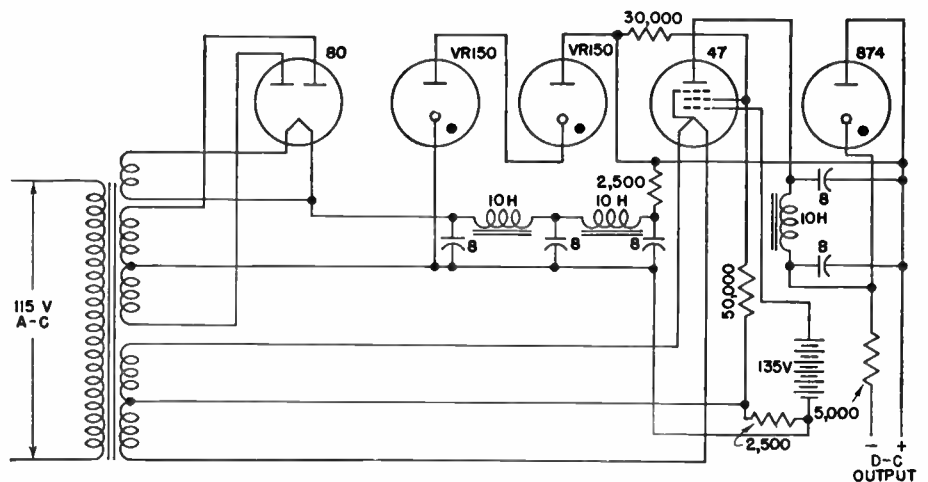 30,000
80
VR150
VR150
47
874
2,500
10H
10 H
8
8
8
8
10H
8
115 V
A-C
50,000
135V
5,000
2,500
- +
D-C
OUTPUT